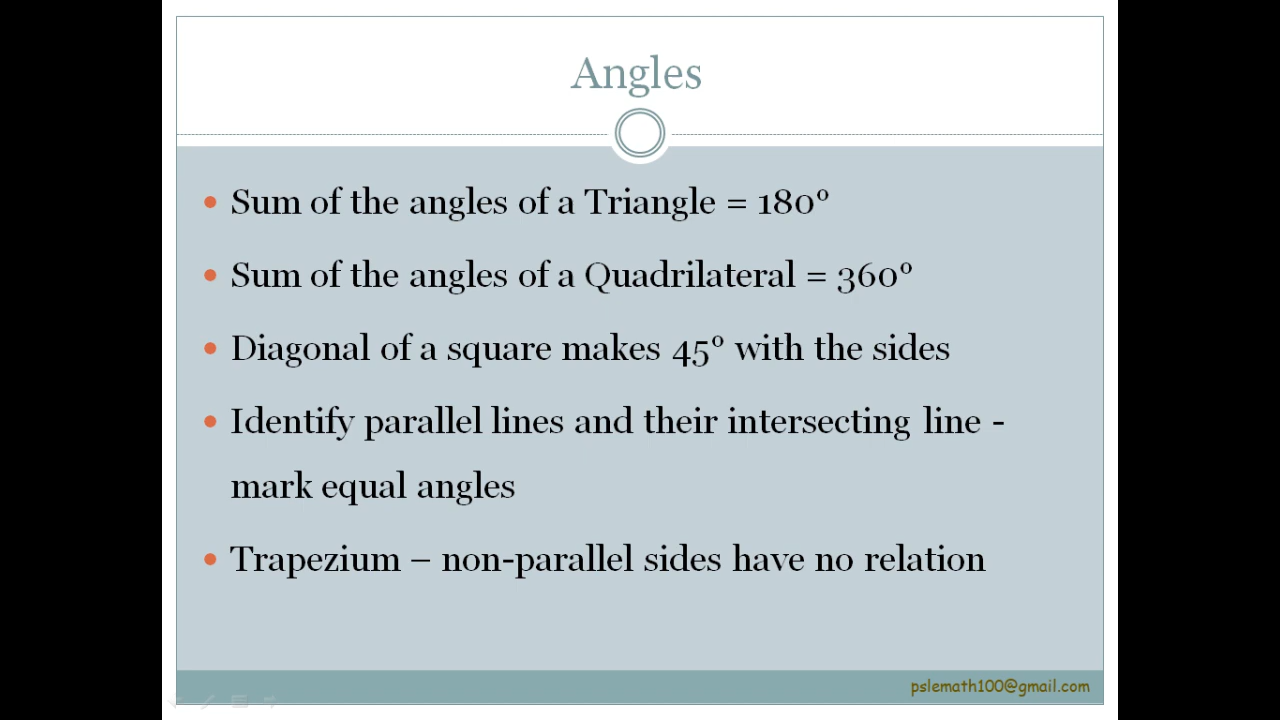 Angles
• Sum of the angles of a Triangle = 180°
• Sum of the angles of a Quadrilateral = 360°
• Diagonal of a square makes 45° with the sides
• Identify parallel lines and their intersecting line -
mark equal angles
• Trapezium – non-parallel sides have no relation
pslemath100@gmail.com